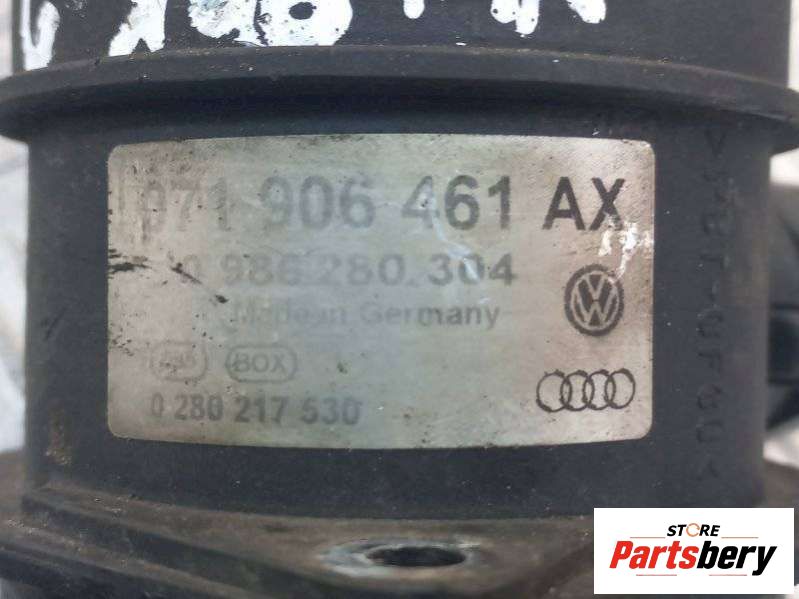 071 906 461 AX
0 986 280 304
Made in Germany
BOX
0 280 217 530
STORE
Partsbery